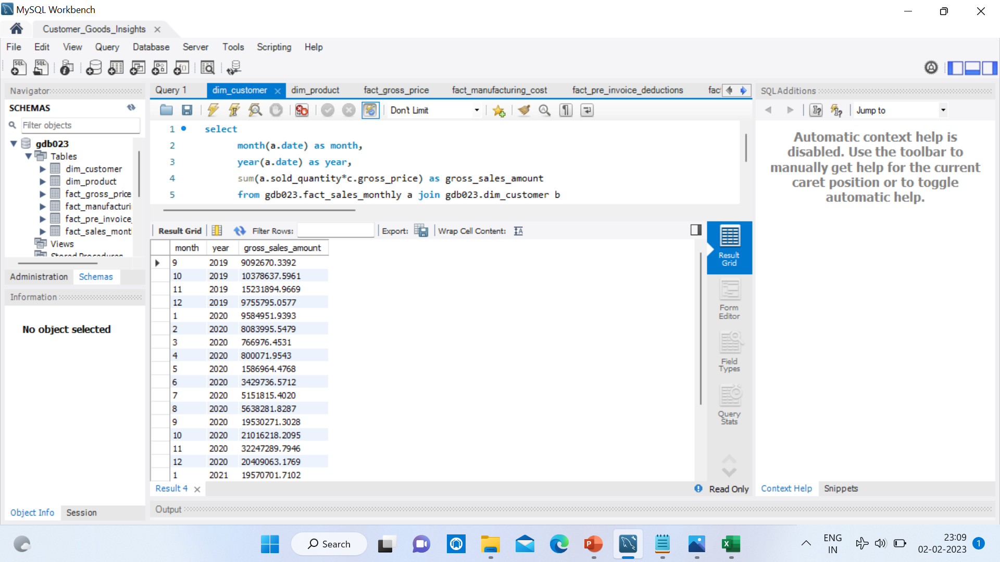 MySQL Workbench
Customer_Goods_Insights
File Edit View Query Database Server Tools Scripting Help
Navigator
SCHEMAS
Filter objects
gdb023
Tables
dim_customer
dim_product
fact_gross_price
fact_manufacturi
fact_pre_invoice_
fact_sales_mont
Views
Administration Schemas
Information
No object selected
Object Info Session
Query 1 dim_customer dim_product fact_gross_price fact_manufacturing_cost fact_pre_invoice_deductions fact
Don't Limit
1 select
2 month(a.date) as month,
3 year(a.date) as year,
4 sum(a.sold_quantity*c.gross_price) as gross_sales_amount
5 from gdb023.fact_sales_monthly a join gdb023.dim_customer b
Result Grid Filter Rows: Export: Wrap Cell Content:
month year gross_sales_amount
9 2019 9092670.3392
10 2019 10378637.5961
11 2019 15231894.9669
12 2019 9755795.0577
1 2020 9584951.9393
2 2020 8083995.5479
3 2020 766976.4531
4 2020 800071.9543
5 2020 1586964.4768
6 2020 3429736.5712
7 2020 5151815.4020
8 2020 5638281.8287
9 2020 19530271.3028
10 2020 21016218.2095
11 2020 32247289.7946
12 2020 20409063.1769
1 2021 19570701.7102
Result 4
Read Only
Output
Result
Grid
Form
Editor
Field
Types
Query
Stats
SQLAdditions
Jump to
Automatic context help is
disabled. Use the toolbar to
manually get help for the current
caret position or to toggle
automatic help.
Context Help Snippets
Search
ENG
IN
23:09
02-02-2023
1